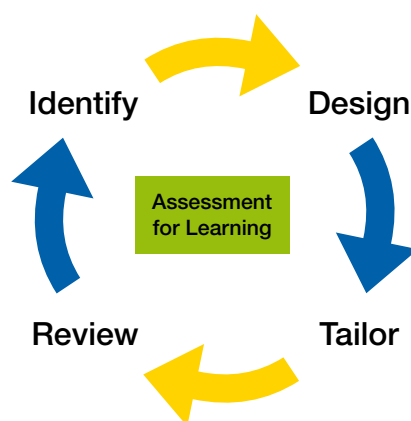 Identify
Design
Assessment
for Learning
Review
Tailor